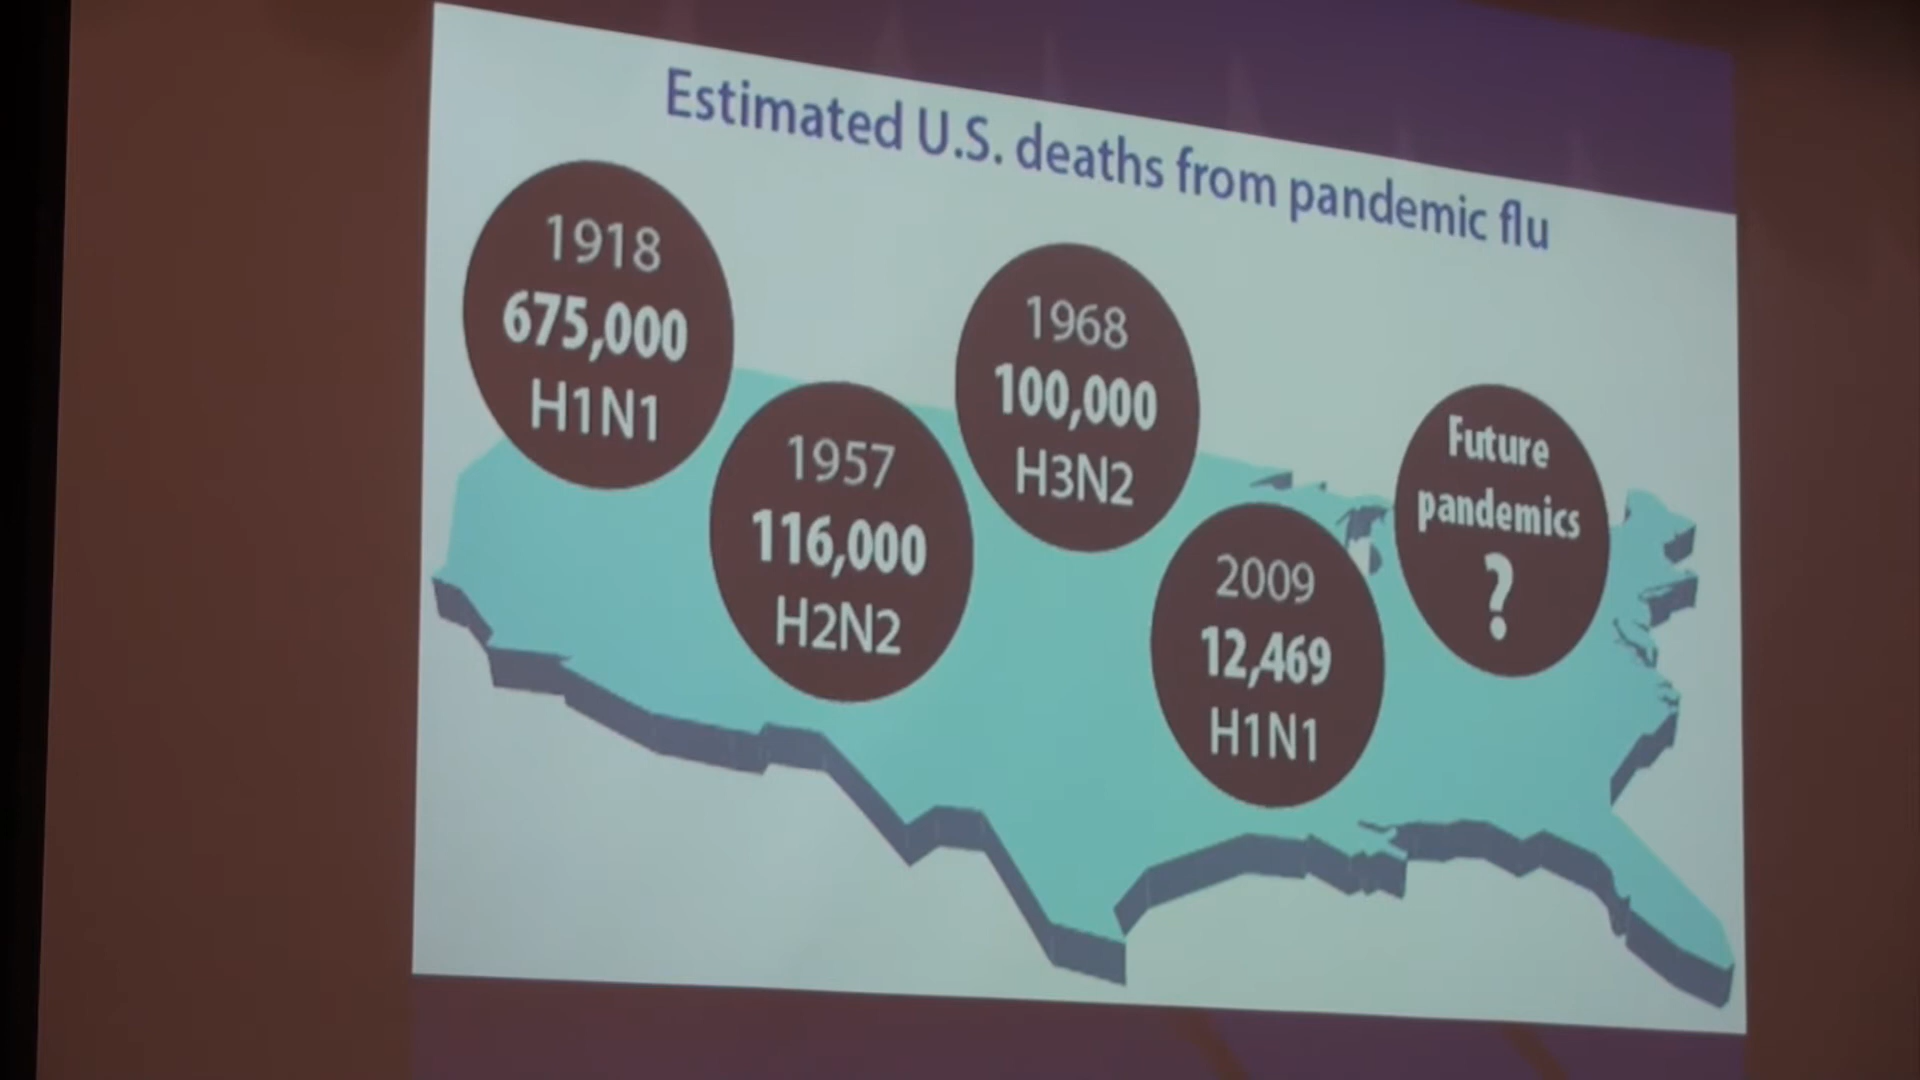 Estimated U.S. deaths from pandemic flu
1918
675,000
H1N1
1957
116,000
H2N2
1968
100,000
H3N2
2009
12,469
H1N1
Future
pandemics
?